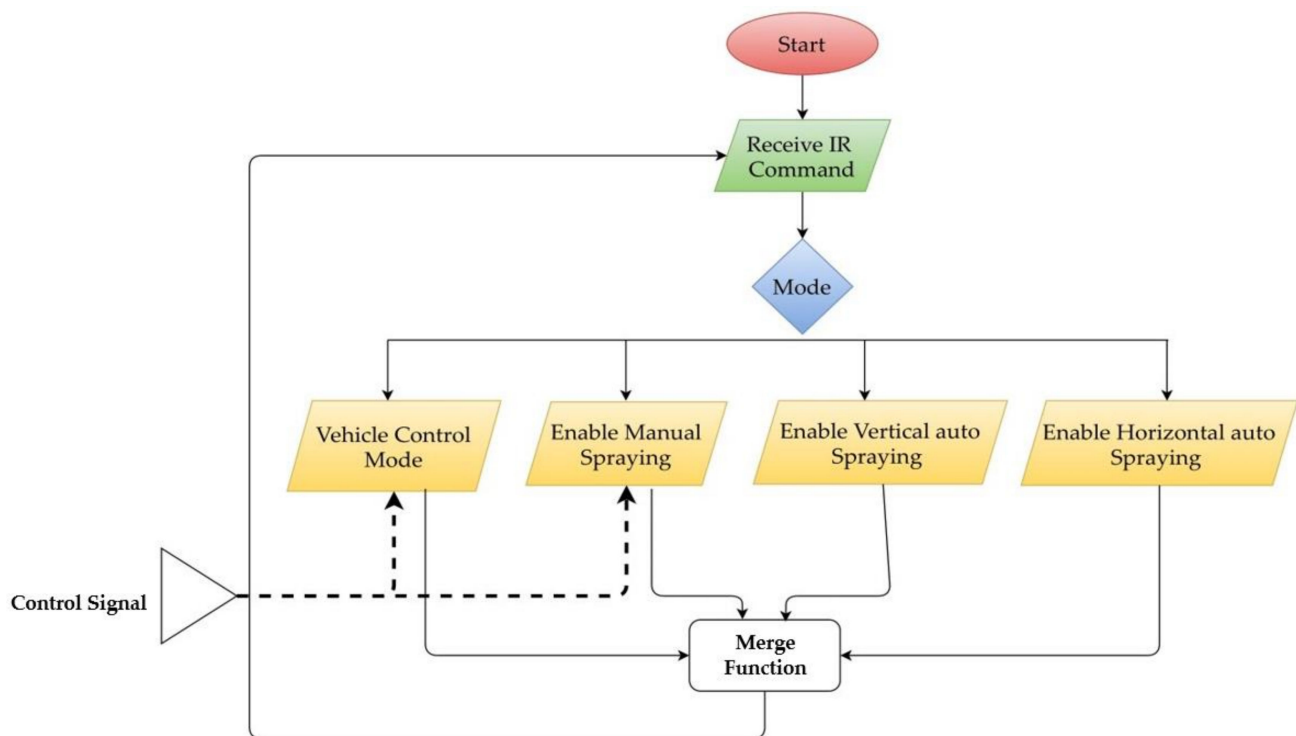 Start
Receive IR
Command
Mode
Vehicle Control
Mode
Enable Manual
Spraying
Enable Vertical auto
Spraying
Enable Horizontal auto
Spraying
Control Signal
Merge
Function